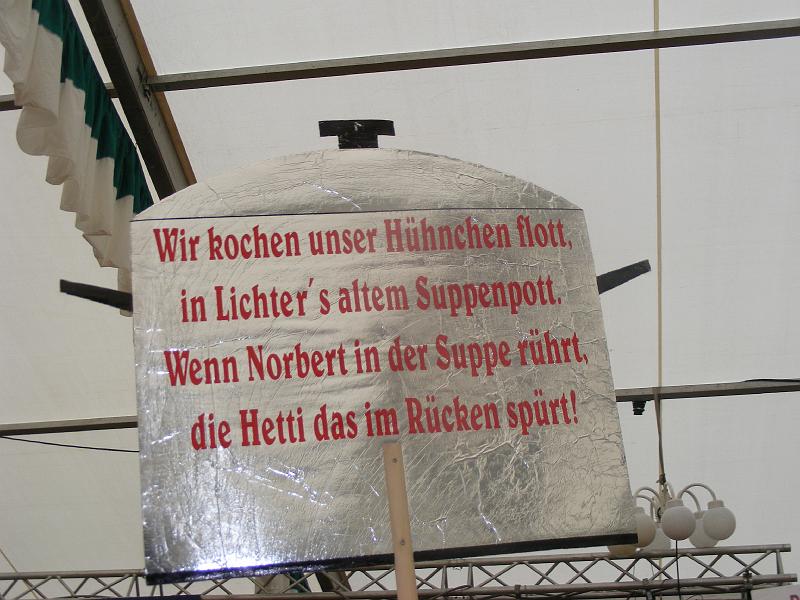 Wir kochen unser Hühnchen flott,
in Lichter´s altem Suppenpott.
Wenn Norbert in der Suppe rührt,
die Hetti das im Rücken spürt!